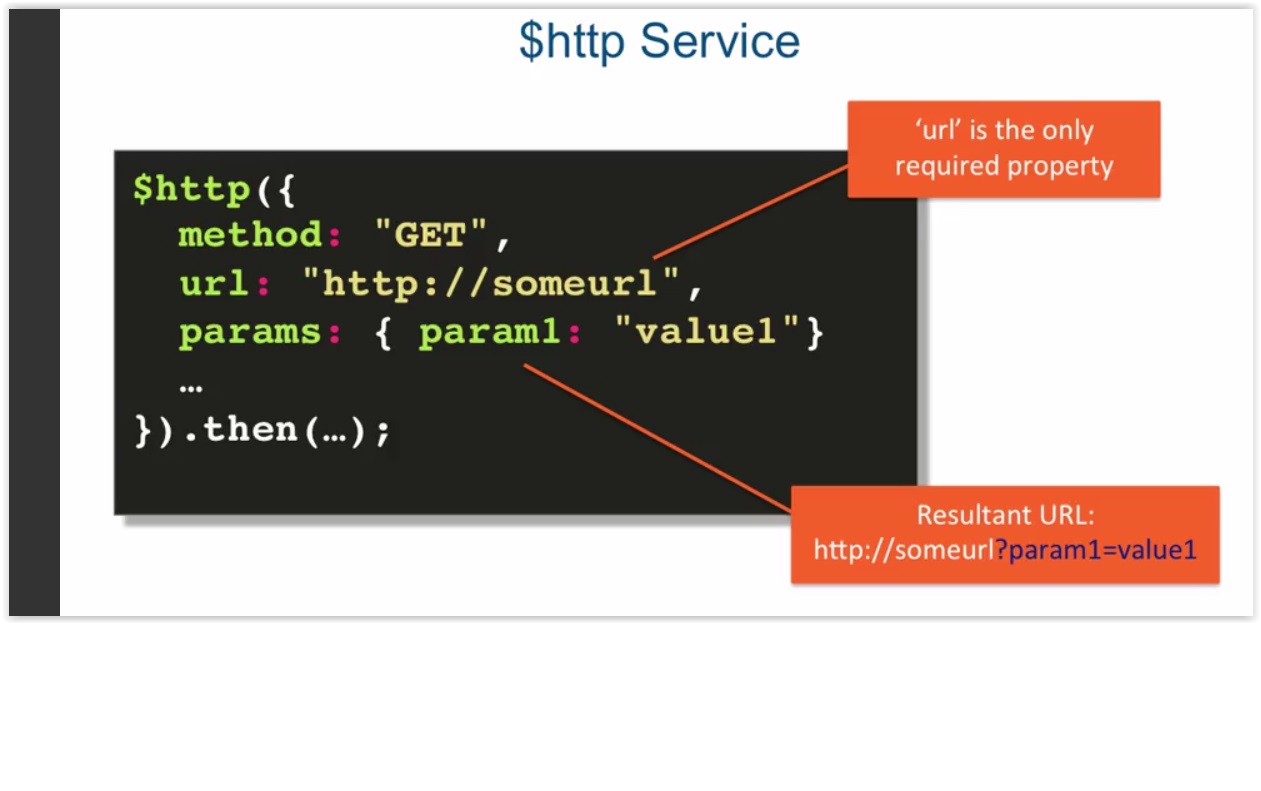 $http Service
‘url’ is the only
required property
$http({
method: "GET",
url: "http://someurl",
params: { param1: "value1"}
…
}).then(…);
Resultant URL:
http://someurl?param1=value1